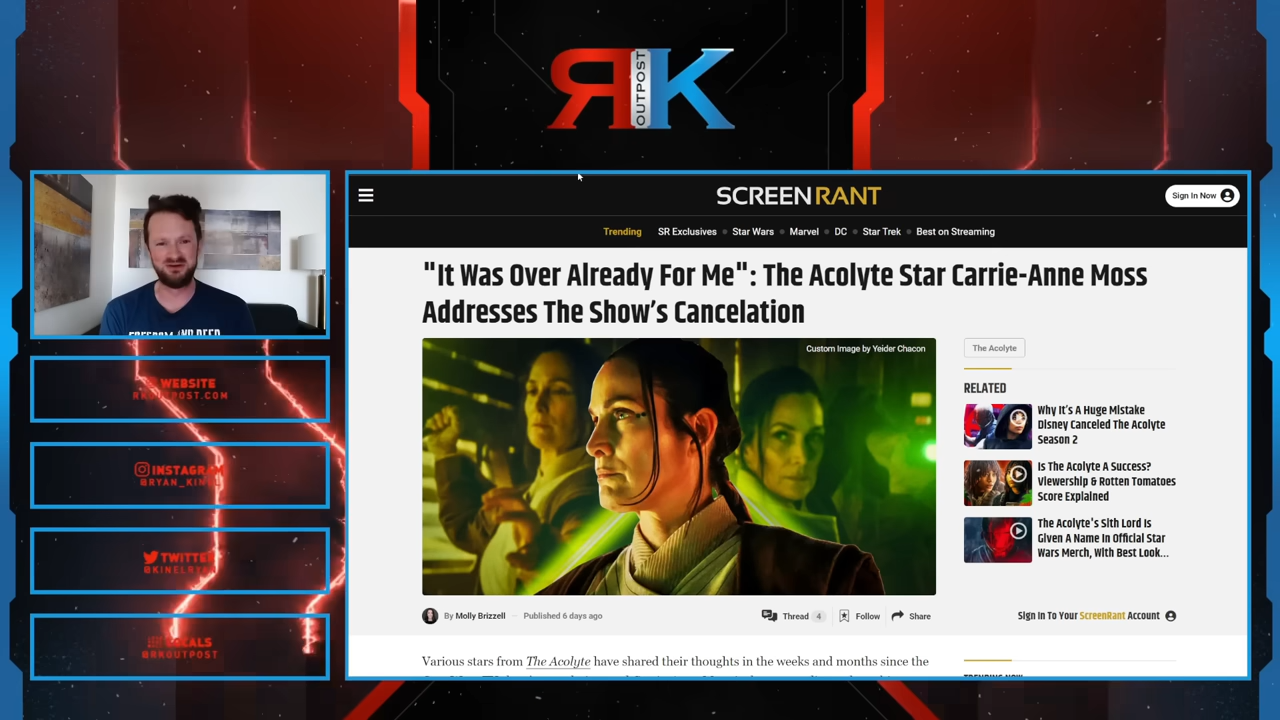 RK
OUTPOST
SCREENRANT
Sign In Now
Trending SR Exclusives Star Wars Marvel DC Star Trek Best on Streaming
"It Was Over Already For Me": The Acolyte Star Carrie-Anne Moss
Addresses The Show's Cancelation
Custom Image by Yeider Chacon
The Acolyte
RELATED
Why It's A Huge Mistake
Disney Canceled The Acolyte
Season 2
Is The Acolyte A Success?
Viewership & Rotten Tomatoes
Score Explained
The Acolyte's Sith Lord Is
Given A Name In Official Star
Wars Merch, With Best Look...
By Molly Brizzell
Published 6 days ago
Thread 4
Follow
Share
Sign In To Your ScreenRant Account
Various stars from The Acolyte have shared their thoughts in the weeks and months since the
WEBSITE
RKOUTPOST.COM
INSTAGRAM
TWITTER
LOCALS
@RKOUTPOST